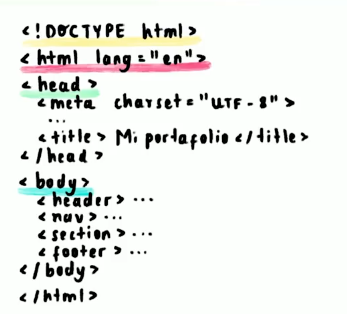 <!DOCTYPE html>
<html lang="en">
<head>
<meta charset="UTF-8">
...
<title>Mi portafolio</title>
</head>
<body>
<header>...
<nav>...
<section>...
<footer>...
</body>
</html>